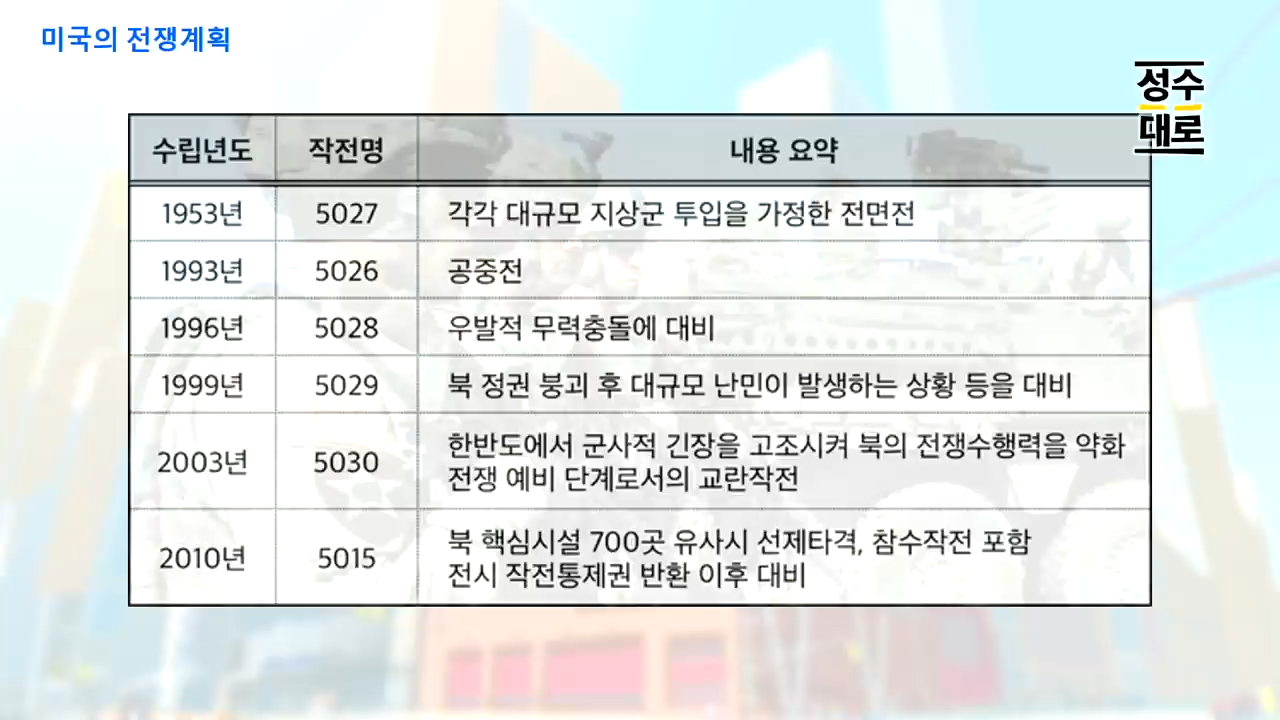 미국의 전쟁계획
성수
대로
수립년도 작전명 내용 요약
1953년 5027 각각 대규모 지상군 투입을 가정한 전면전
1993년 5026 공중전
1996년 5028 우발적 무력충돌에 대비
1999년 5029 북 정권 붕괴 후 대규모 난민이 발생하는 상황 등을 대비
2003년 5030 한반도에서 군사적 긴장을 고조시켜 북의 전쟁수행력을 약화
전쟁 예비 단계로서의 교란작전
2010년 5015 북 핵심시설 700곳 유사시 선제타격, 참수작전 포함
전시 작전통제권 반환 이후 대비